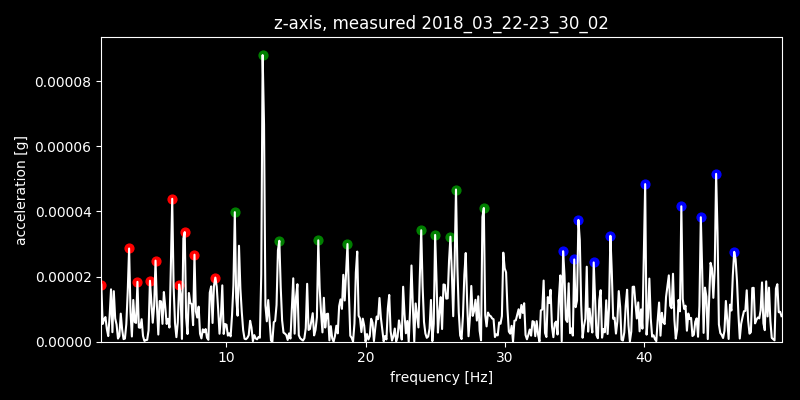 z-axis, measured 2018_03_22-23_30_02
0.00008
0.00006
0.00004
0.00002
0.00000
acceleration [g]
10 20 30 40
frequency [Hz]